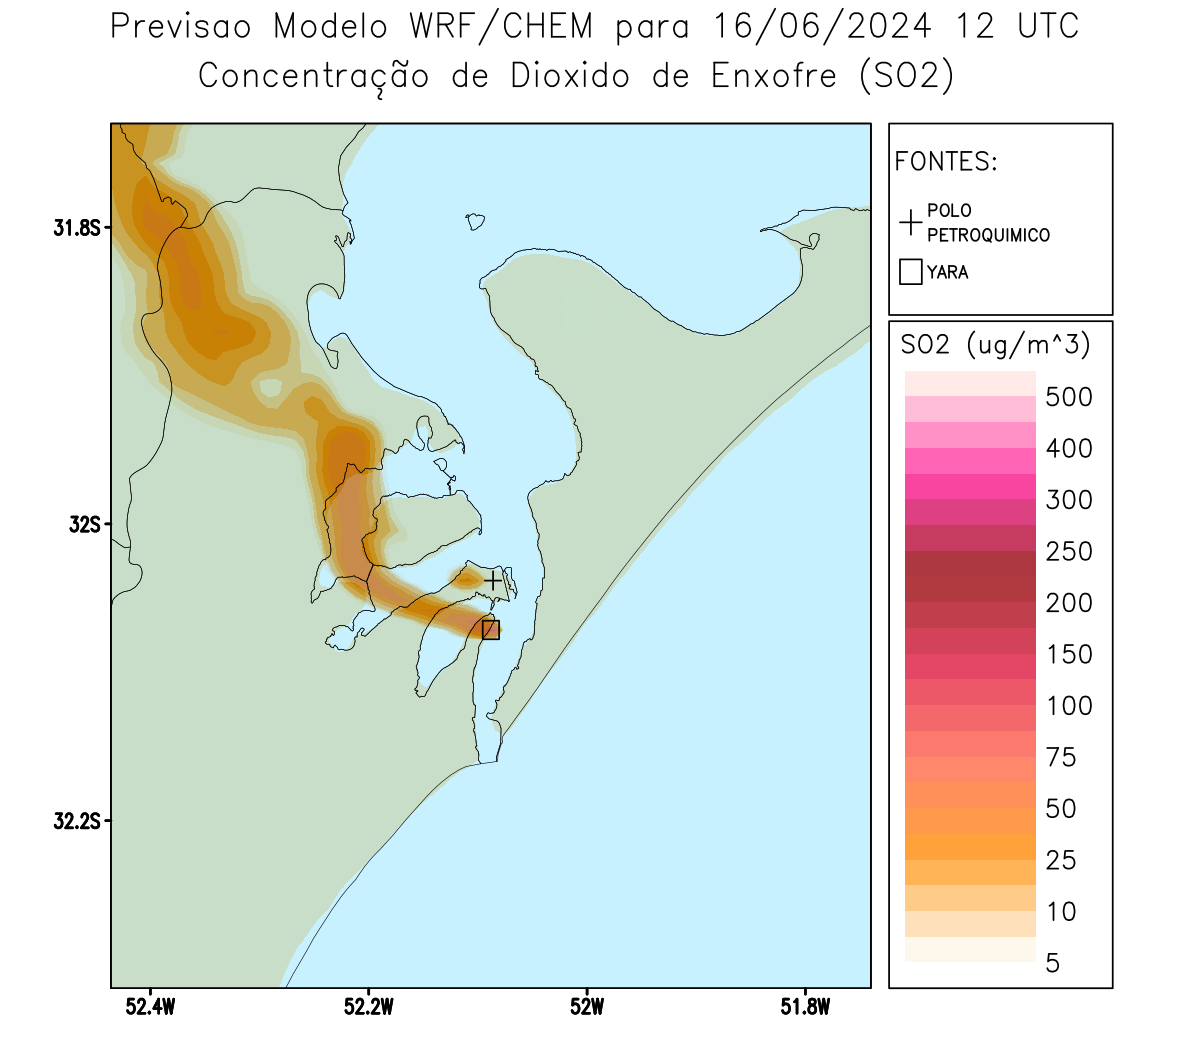 Previsao Modelo WRF/CHEM para 16/06/2024 12 UTC
Concentração de Dioxido de Enxofre (SO2)
FONTES:
POLO
PETROQUIMICO
YARA
SO2 (ug/m^3)
500
400
300
250
200
150
100
75
50
25
10
5
31.8S
32S
32.2S
52.4W
52.2W
52W
51.8W